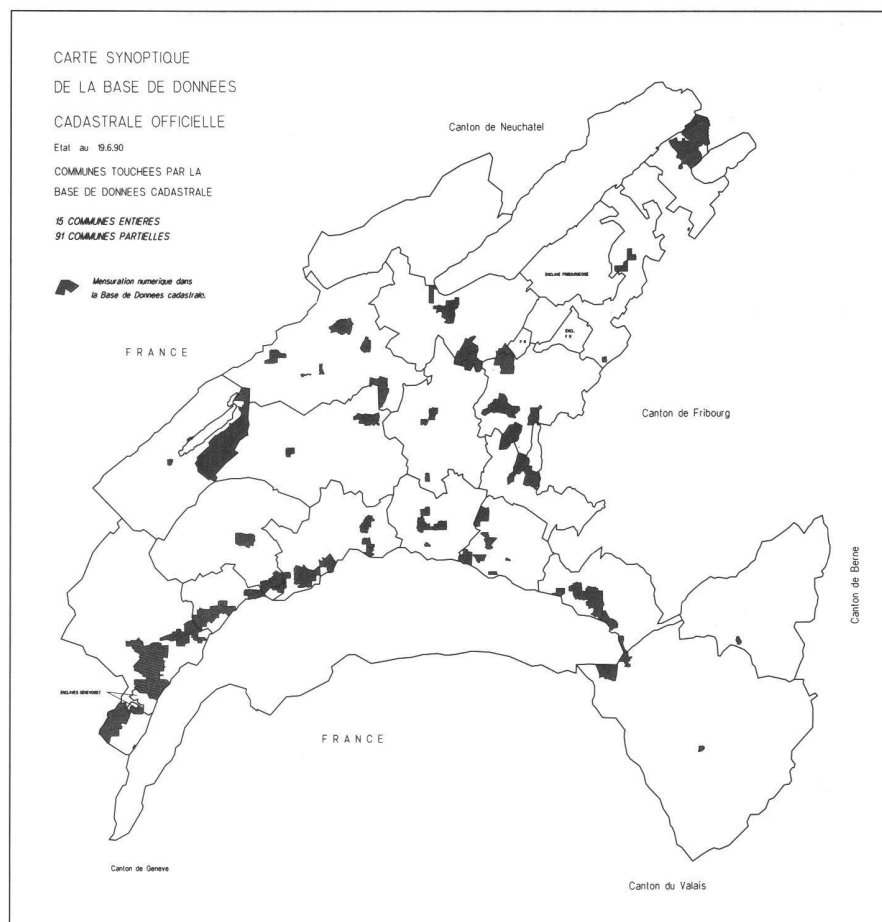 CARTE SYNOPTIQUE
DE LA BASE DE DONNEES
CADASTRALE OFFICIELLE
Etat au 19.6.90
COMMUNES TOUCHEES PAR LA
BASE DE DONNEES CADASTRALE
15 COMMUNES ENTIERES
91 COMMUNES PARTIELLES
Mensuration numerique dans
la Base de Donnees cadastrale.
Canton de Neuchatel
ENCLAVE FRIBOURGEOISE
ENCL.
F R
F R
FRANCE
Canton de Fribourg
Canton de Berne
ENCLAVES GENEVOISES
FRANCE
Canton de Geneve
Canton du Valais